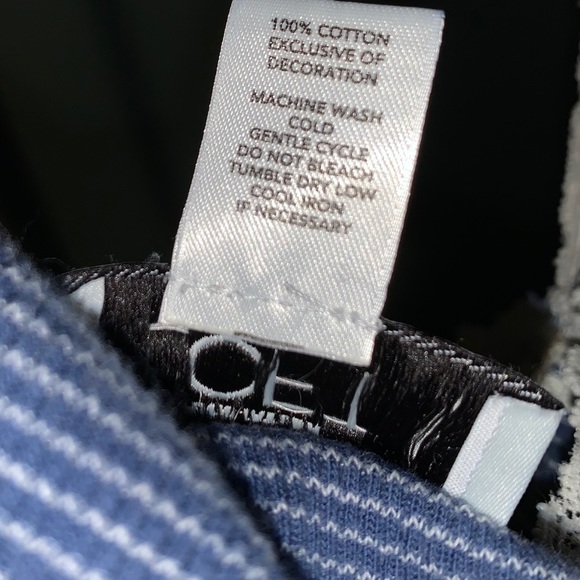 100% COTTON
EXCLUSIVE OF
DECORATION
MACHINE WASH
COLD
GENTLE CYCLE
DO NOT BLEACH
TUMBLE DRY LOW
COOL IRON
IF NECESSARY